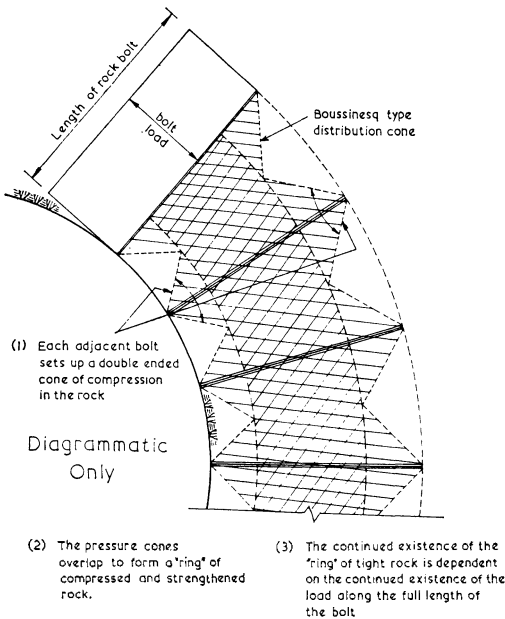 Length of rock bolt
bolt
load
Boussinesq type
distribution cone
(1) Each adjacent bolt
sets up a double ended
cone of compression
in the rock
Diagrammatic
Only
(2) The pressure cones
overlap to form a "ring" of
compressed and strengthened
rock.
(3) The continued existence of the
"ring" of tight rock is dependent
on the continued existence of the
load along the full length of
the bolt